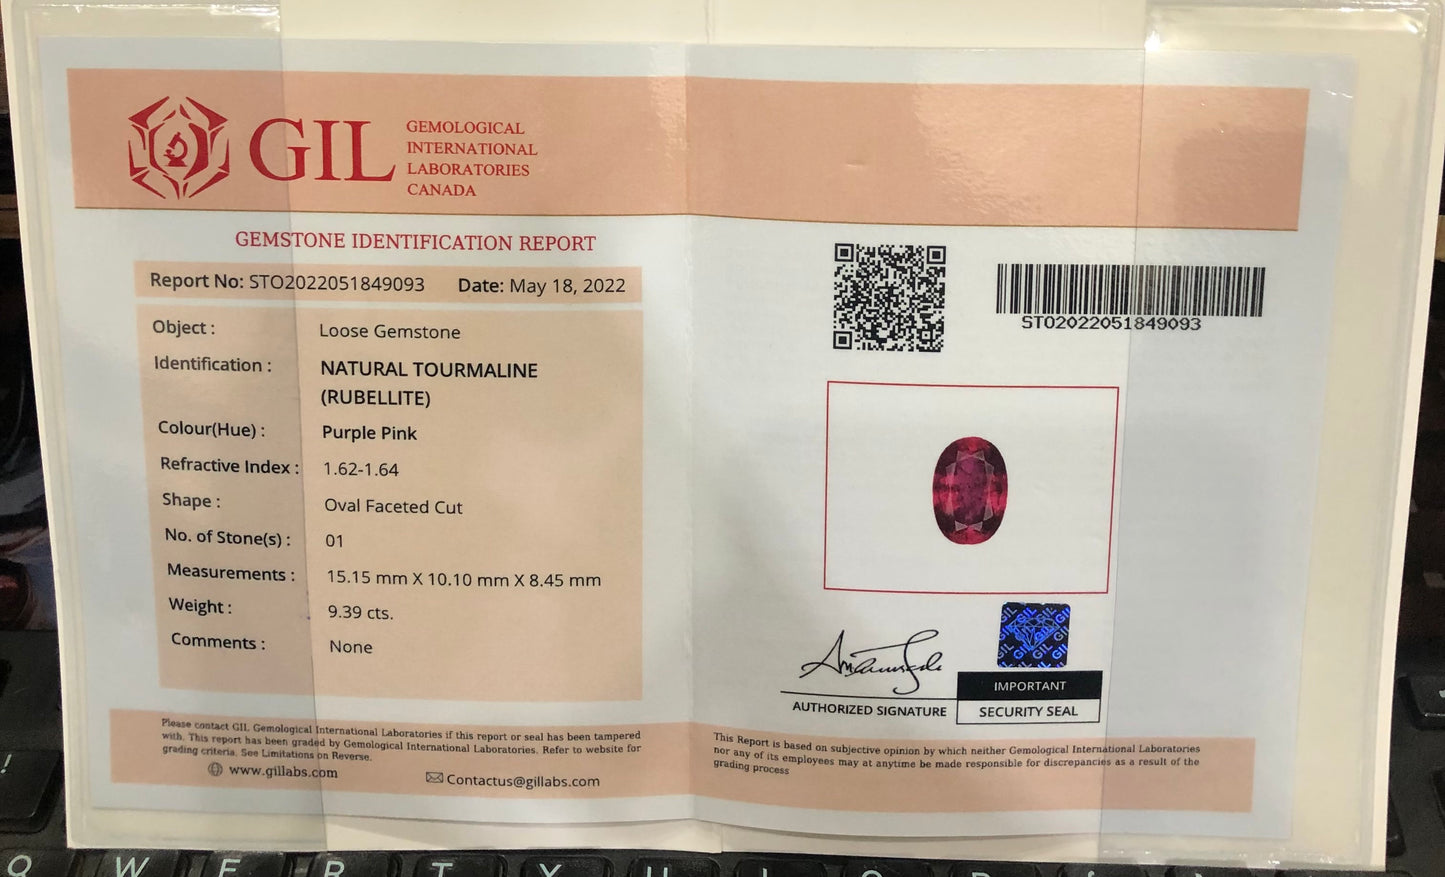 GIL
GEMOLOGICAL
INTERNATIONAL
LABORATORIES
CANADA
GEMSTONE IDENTIFICATION REPORT
Report No: STO2022051849093 Date: May 18, 2022
Object : Loose Gemstone
Identification : NATURAL TOURMALINE
(RUBELLITE)
Colour(Hue) : Purple Pink
Refractive Index : 1.62-1.64
Shape : Oval Faceted Cut
No. of Stone(s) : 01
Measurements : 15.15 mm X 10.10 mm X 8.45 mm
Weight : 9.39 cts.
Comments : None
Please contact GIL Gemological International Laboratories if this report or seal has been tampered
with. This report has been graded by Gemological International Laboratories. Refer to website for
grading criteria. See Limitations on Reverse.
www.gillabs.com Contactus@gillabs.com
STO2022051849093
GIL GIL GIL
AUTHORIZED SIGNATURE
IMPORTANT
SECURITY SEAL
This Report is based on subjective opinion by which neither Gemological International Laboratories
nor any of its employees may at anytime be made responsible for discrepancies as a result of the
grading process
!
Q W E R T Y U I O P